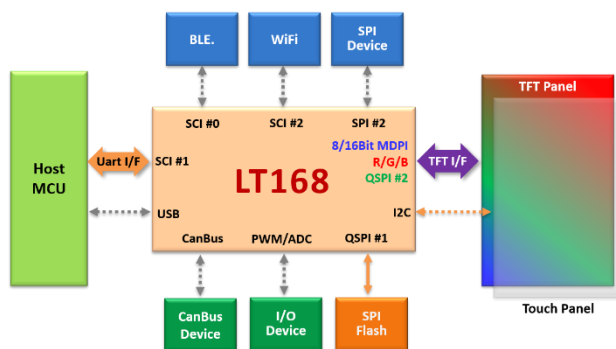 BLE.
WiFi
SPI
Device
TFT Panel
SCI #0
SCI #2
SPI #2
8/16Bit MDPI
R/G/B
QSPI #2
Host
MCU
Uart I/F
SCI #1
LT168
TFT I/F
USB
I2C
CanBus
PWM/ADC
QSPI #1
CanBus
Device
I/O
Device
SPI
Flash
Touch Panel